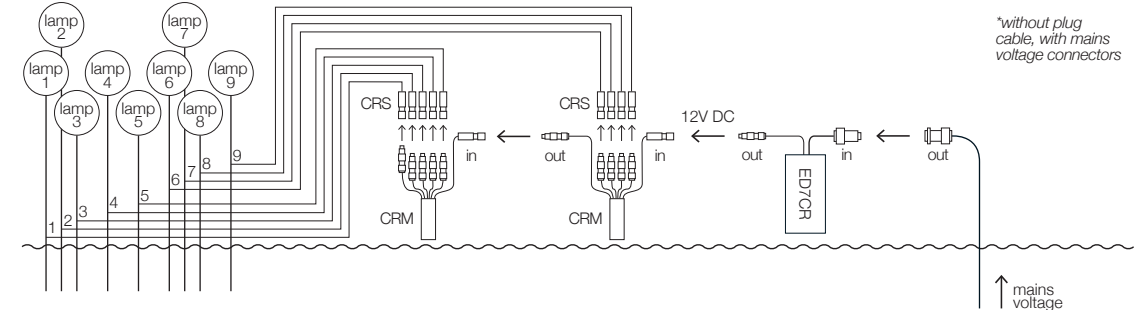 lamp
2
lamp
7
lamp
1
lamp
4
lamp
6
lamp
9
lamp
3
lamp
5
lamp
8
*without plug
cable, with mains
voltage connectors
CRS
CRS
12V DC
in
out
in
out
in
out
ED7CR
CRM
CRM
9
8
7
6
5
4
3
2
1
mains
voltage